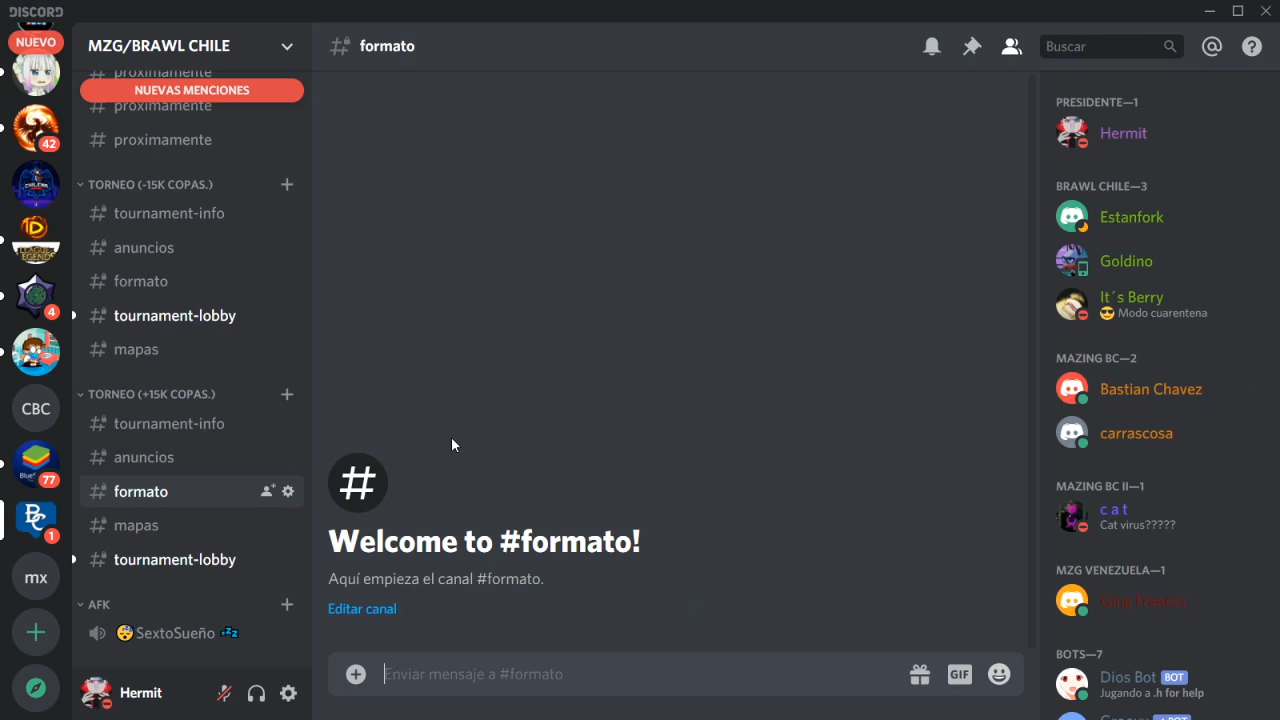 DISCORD
NUEVO
42
4
CBC
77
1
mx
MZG/BRAWL CHILE
proximamente
NUEVAS MENCIONES
proximamente
proximamente
TORNEO (-15K COPAS.)
tournament-info
anuncios
formato
tournament-lobby
mapas
TORNEO (+15K COPAS.)
tournament-info
anuncios
formato
mapas
tournament-lobby
AFK
😴SextoSueño 💤
Hermit
formato
Buscar
Welcome to #formato!
Aquí empieza el canal #formato.
Editar canal
Enviar mensaje a #formato
GIF
PRESIDENTE—1
Hermit
BRAWL CHILE—3
Estanfork
Goldino
It´s Berry
😎 Modo cuarentena
MAZING BC—2
Bastian Chavez
carrascosa
MAZING BC II—1
c a t
Cat virus?????
MZG VENEZUELA—1
BOTS—7
Dios Bot BOT
Jugando a .h for help